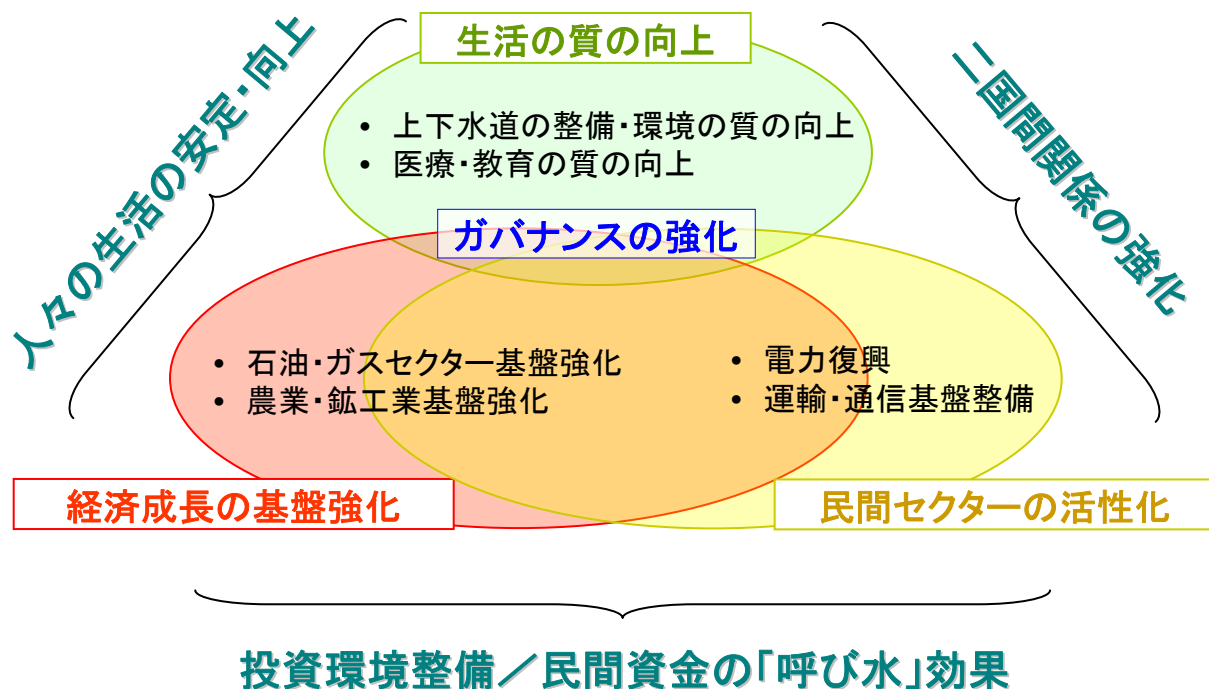 生活の質の向上
人々の生活の安定・向上
二国間関係の強化
• 上下水道の整備・環境の質の向上
• 医療・教育の質の向上
ガバナンスの強化
• 石油・ガスセクター基盤強化
• 農業・鉱工業基盤強化
• 電力復興
• 運輸・通信基盤整備
経済成長の基盤強化
民間セクターの活性化
投資環境整備／民間資金の「呼び水」効果